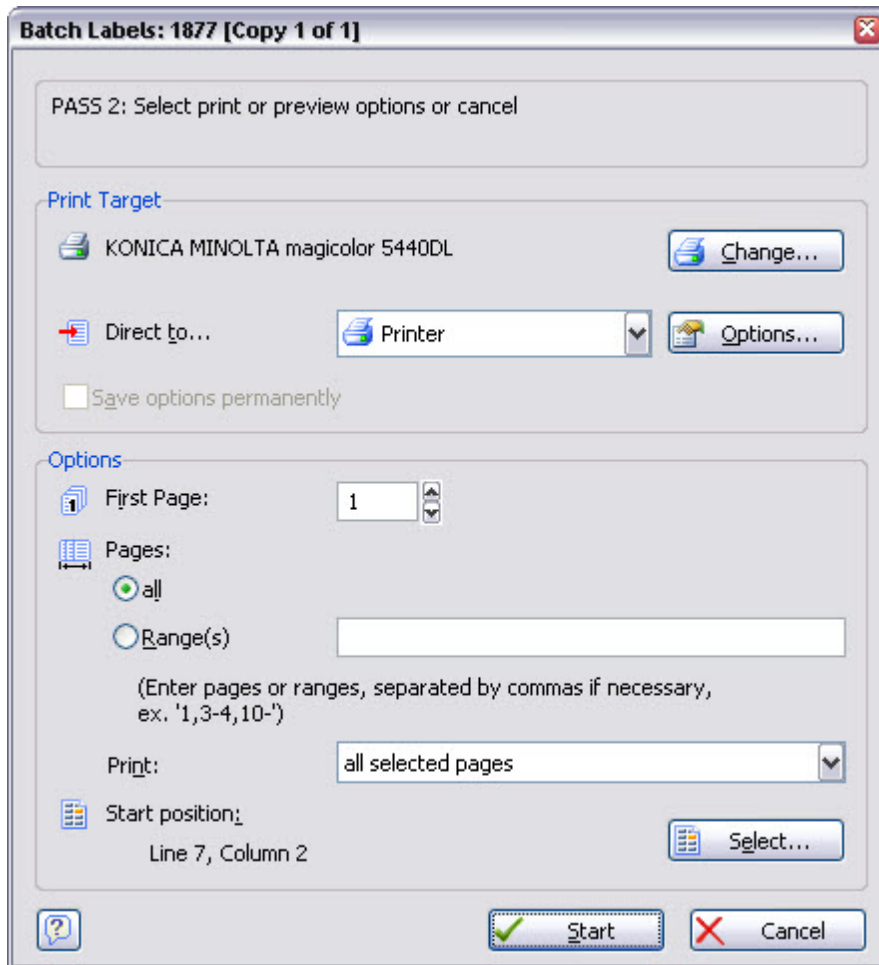 Batch Labels: 1877 [Copy 1 of 1]
PASS 2: Select print or preview options or cancel
Print Target
KONICA MINOLTA magicolor 5440DL
Change...
Direct to...
Printer
Options...
Save options permanently
Options
First Page:
1
Pages:
all
Range(s)
(Enter pages or ranges, separated by commas if necessary,
ex. '1,3-4,10-')
Print:
all selected pages
Start position:
Line 7, Column 2
Select...
Start
Cancel